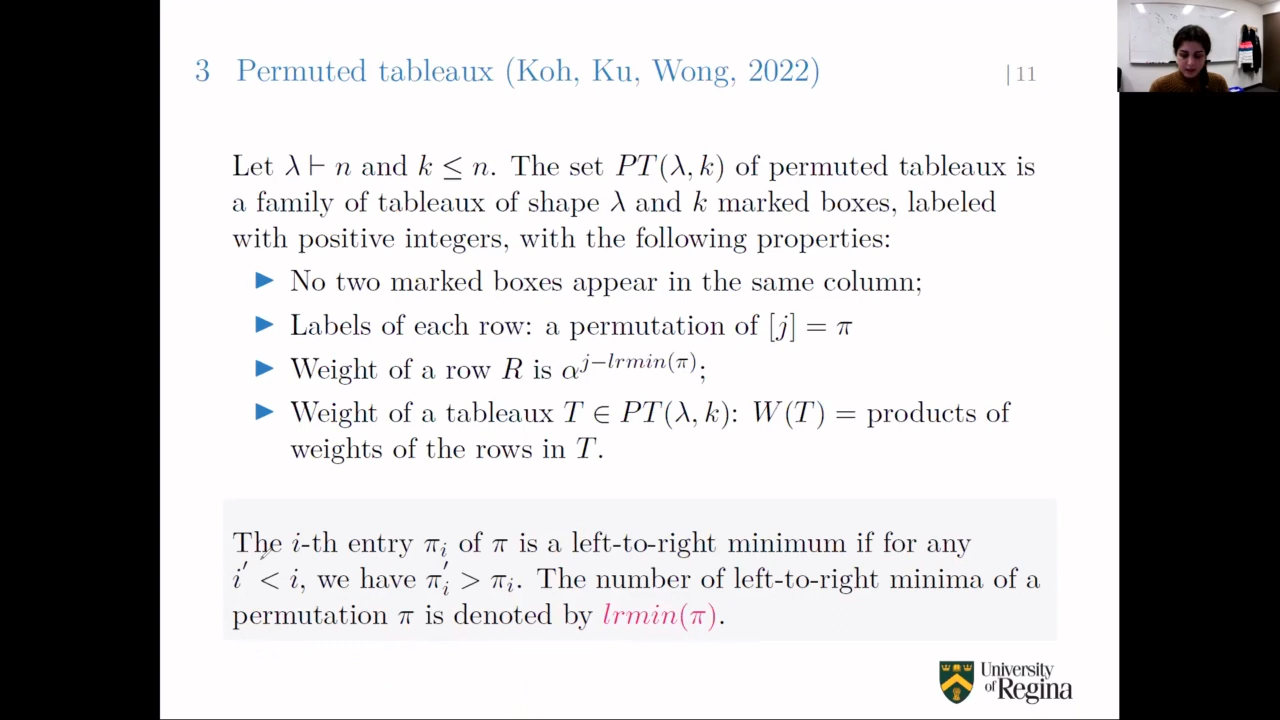 3 Permuted tableaux (Koh, Ku, Wong, 2022)
| 11
Let λ ⊢ n and k ≤ n. The set PT(λ, k) of permuted tableaux is
a family of tableaux of shape λ and k marked boxes, labeled
with positive integers, with the following properties:
▶ No two marked boxes appear in the same column;
▶ Labels of each row: a permutation of [j] = π
▶ Weight of a row R is α^{j−lrmin(π)};
▶ Weight of a tableaux T ∈ PT(λ, k): W(T) = products of
weights of the rows in T.
The i-th entry π_i of π is a left-to-right minimum if for any
i′ < i, we have π′_i > π_i. The number of left-to-right minima of a
permutation π is denoted by lrmin(π).
University
of Regina